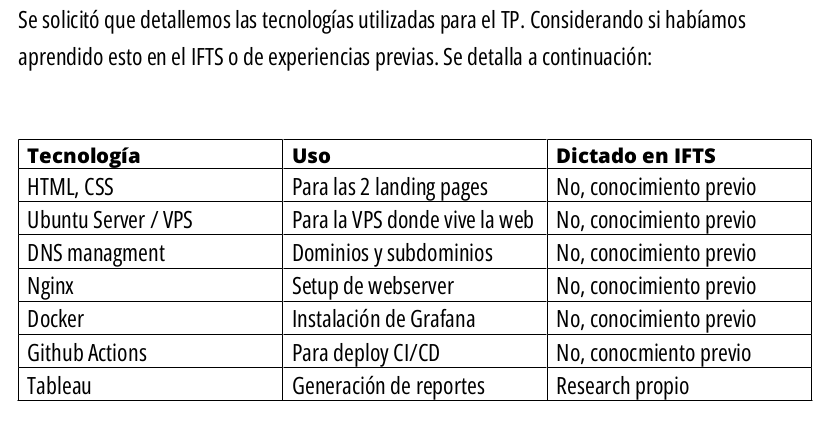 Se solicitó que detallemos las tecnologías utilizadas para el TP. Considerando si habíamos
aprendido esto en el IFTS o de experiencias previas. Se detalla a continuación:
Tecnología Uso Dictado en IFTS
HTML, CSS Para las 2 landing pages No, conocimiento previo
Ubuntu Server / VPS Para la VPS donde vive la web No, conocimiento previo
DNS managment Dominios y subdominios No, conocimiento previo
Nginx Setup de webserver No, conocimiento previo
Docker Instalación de Grafana No, conocimiento previo
Github Actions Para deploy CI/CD No, conocmiento previo
Tableau Generación de reportes Research propio